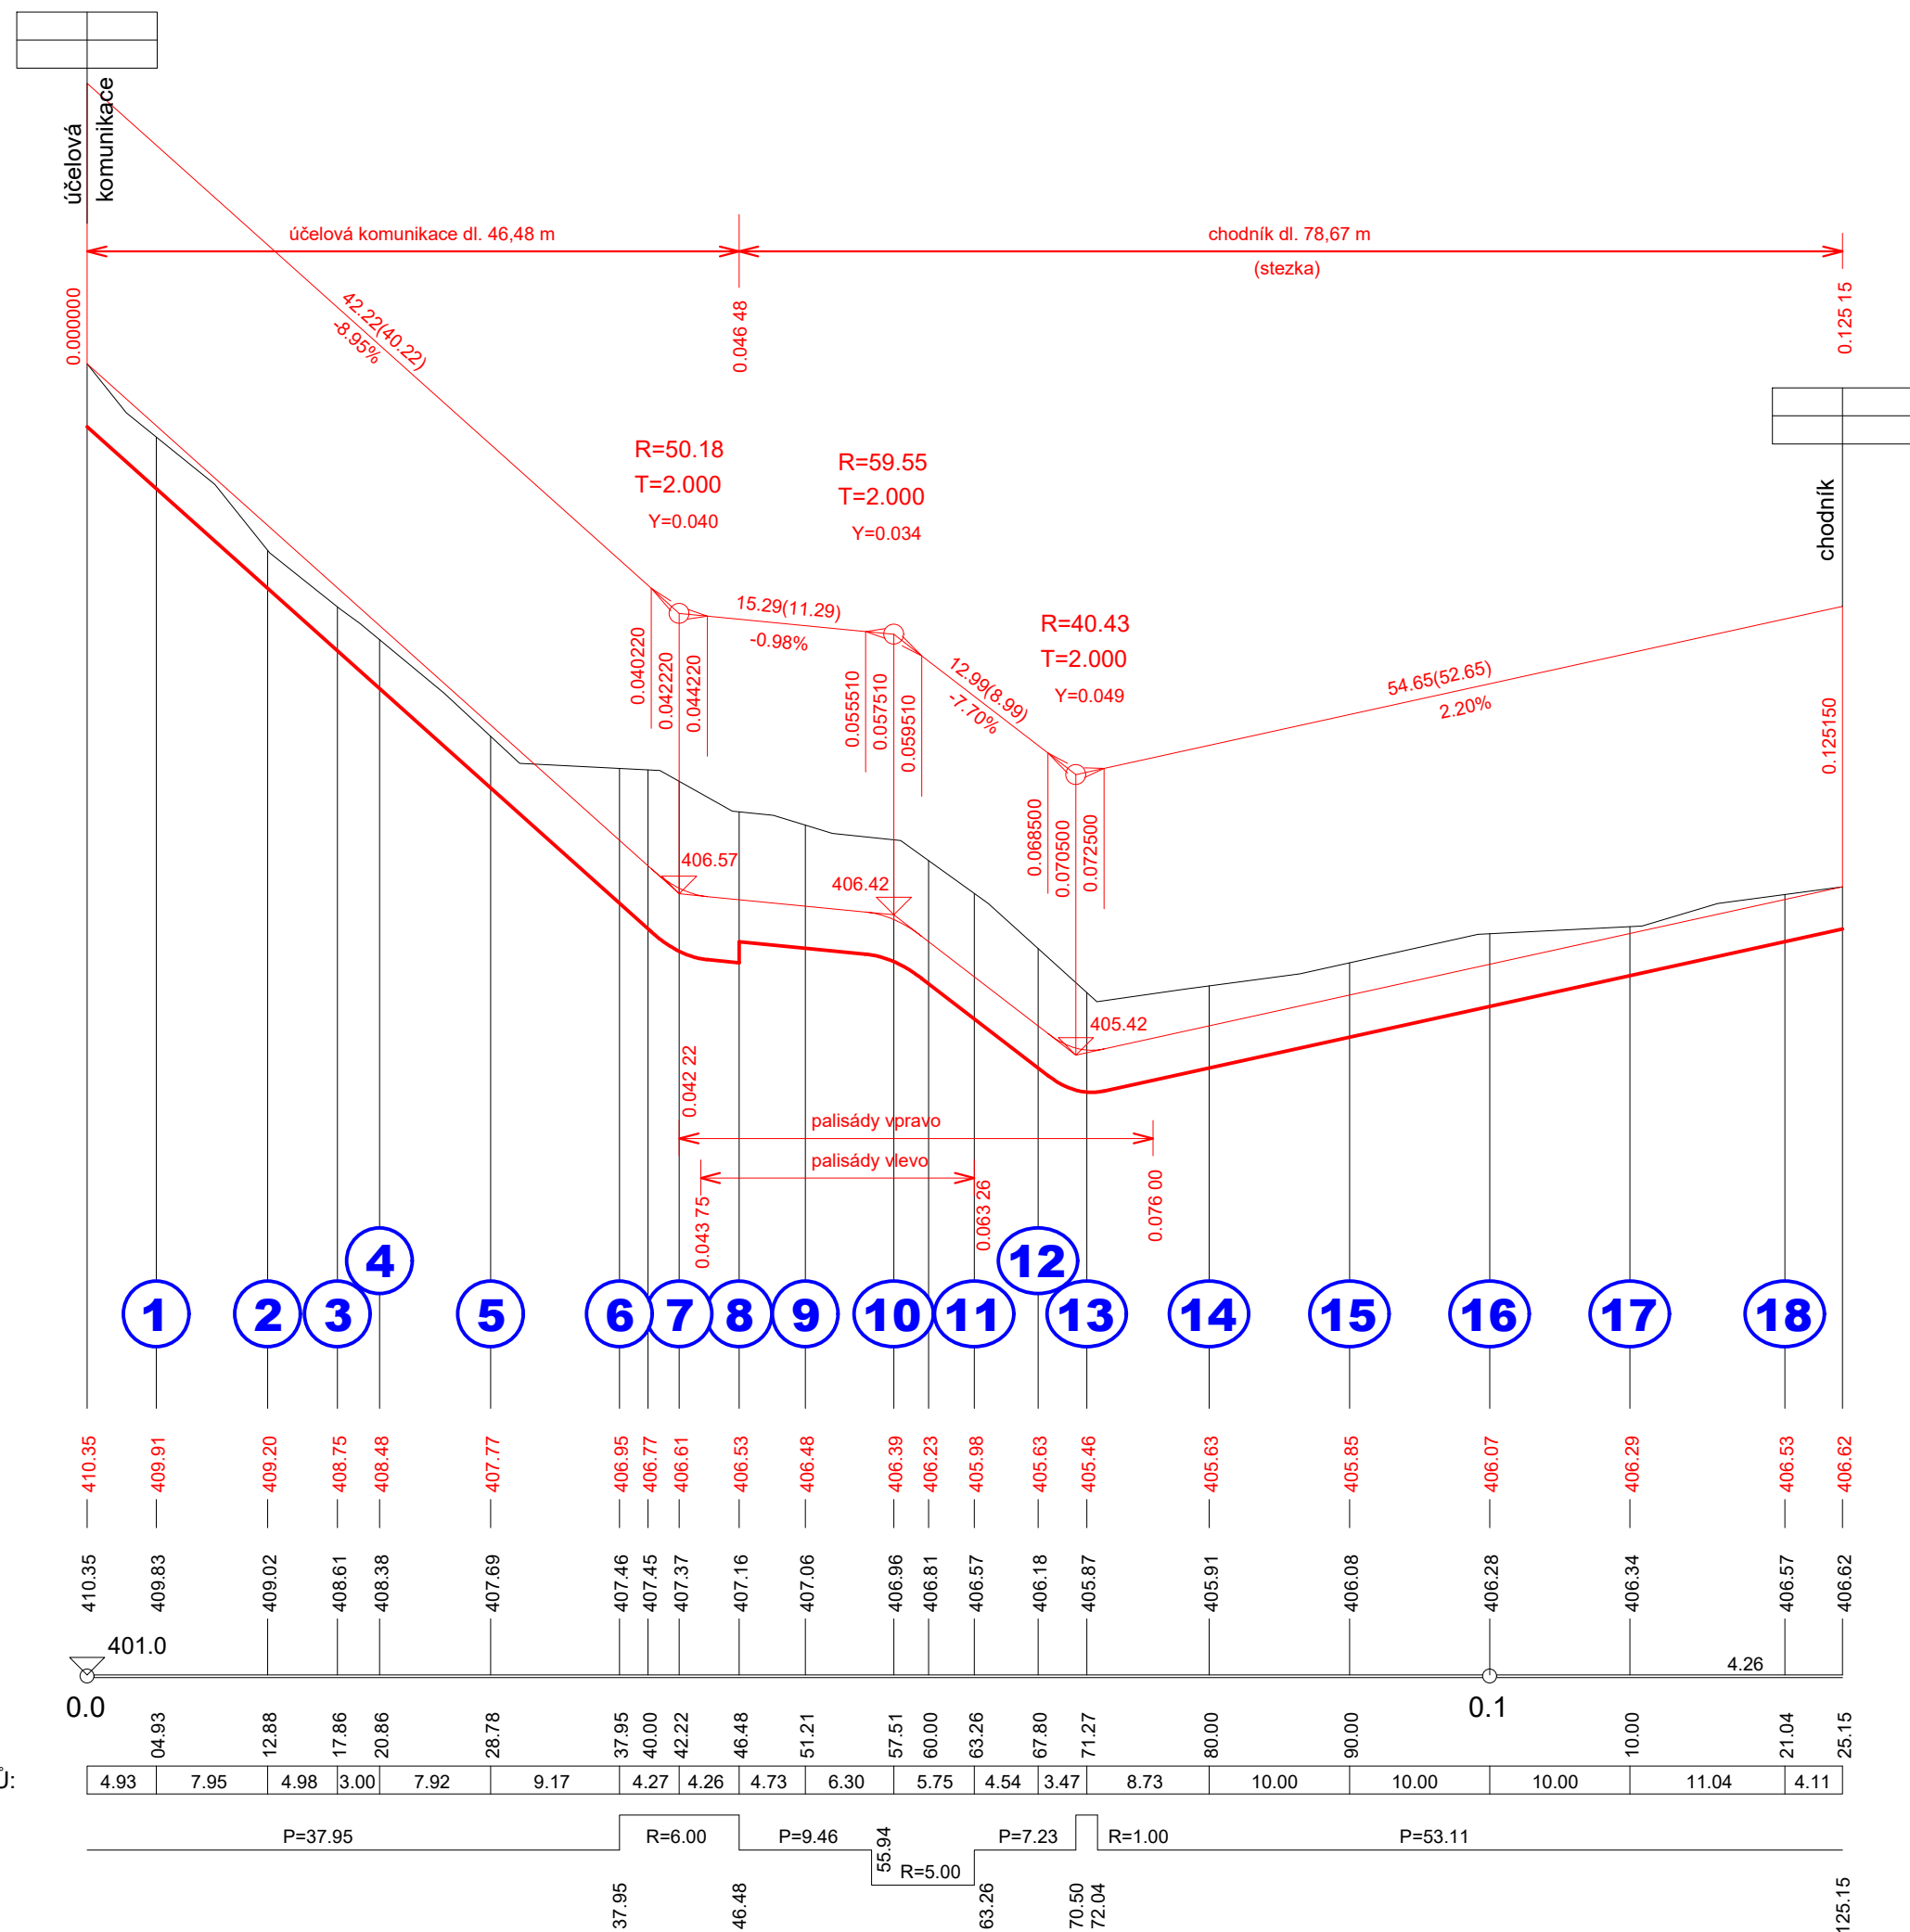 účelová
komunikace
účelová komunikace dl. 46,48 m
chodník dl. 78,67 m
(stezka)
0.000000
0.046 48
0.125 15
42.22(40.22)
-8.95%
R=50.18
T=2.000
Y=0.040
R=59.55
T=2.000
Y=0.034
chodník
15.29(11.29)
-0.98%
R=40.43
T=2.000
Y=0.049
12.99(8.99)
-7.70%
54.65(52.65)
2.20%
0.040220
0.042220
0.044220
0.055510
0.057510
0.059510
0.068500
0.070500
0.072500
0.125150
406.57
406.42
405.42
0.042 22
palisády vpravo
palisády vlevo
0.043 75
0.063 26
0.076 00
4
12
1 2 3 5 6 7 8 9 10 11 13 14 15 16 17 18
410.35 409.91 409.20 408.75 408.48 407.77 406.95 406.77 406.61 406.53 406.48 406.39 406.23 405.98 405.63 405.46 405.63 405.85 406.07 406.29 406.53 406.62
410.35 409.83 409.02 408.61 408.38 407.69 407.46 407.45 407.37 407.16 407.06 406.96 406.81 406.57 406.18 405.87 405.91 406.08 406.28 406.34 406.57 406.62
401.0
4.26
0.0
0.1
04.93 12.88 17.86 20.86 28.78 37.95 40.00 42.22 46.48 51.21 57.51 60.00 63.26 67.80 71.27 80.00 90.00 10.00 21.04 25.15
Ů:
4.93 7.95 4.98 3.00 7.92 9.17 4.27 4.26 4.73 6.30 5.75 4.54 3.47 8.73 10.00 10.00 10.00 11.04 4.11
P=37.95 R=6.00 P=9.46 55.94 P=7.23 R=1.00 P=53.11
R=5.00
37.95 46.48 63.26 70.50 72.04 125.15